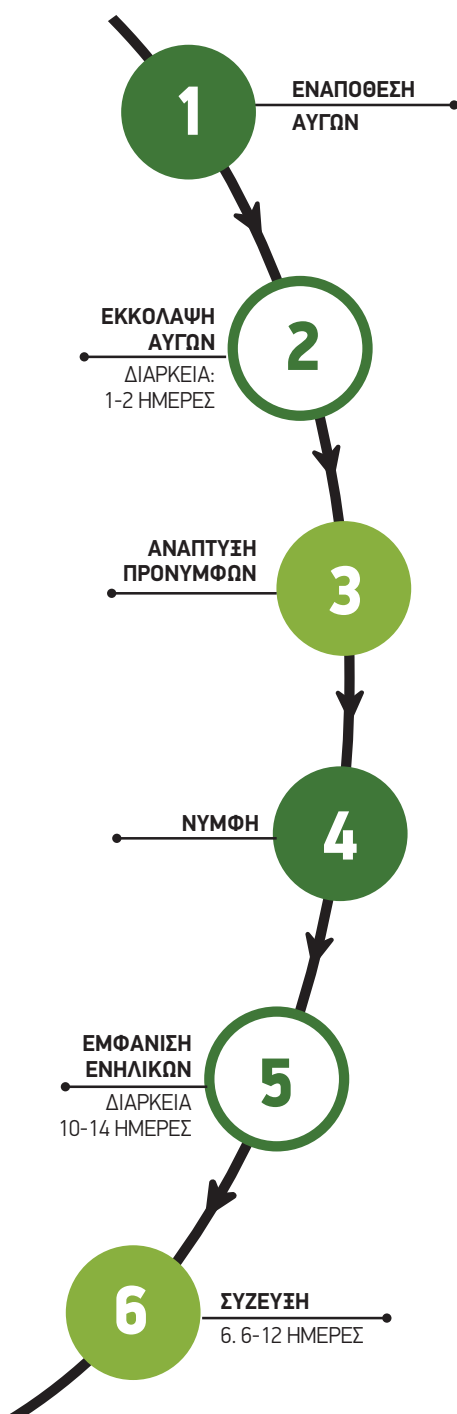 1
ΕΝΑΠΟΘΕΣΗ
ΑΥΓΩΝ
2
ΕΚΚΟΛΑΨΗ
ΑΥΓΩΝ
ΔΙΑΡΚΕΙΑ:
1-2 ΗΜΕΡΕΣ
3
ΑΝΑΠΤΥΞΗ
ΠΡΟΝΥΜΦΩΝ
4
ΝΥΜΦΗ
5
ΕΜΦΑΝΙΣΗ
ΕΝΗΛΙΚΩΝ
ΔΙΑΡΚΕΙΑ
10-14 ΗΜΕΡΕΣ
6
ΣΥΖΕΥΞΗ
6. 6-12 ΗΜΕΡΕΣ